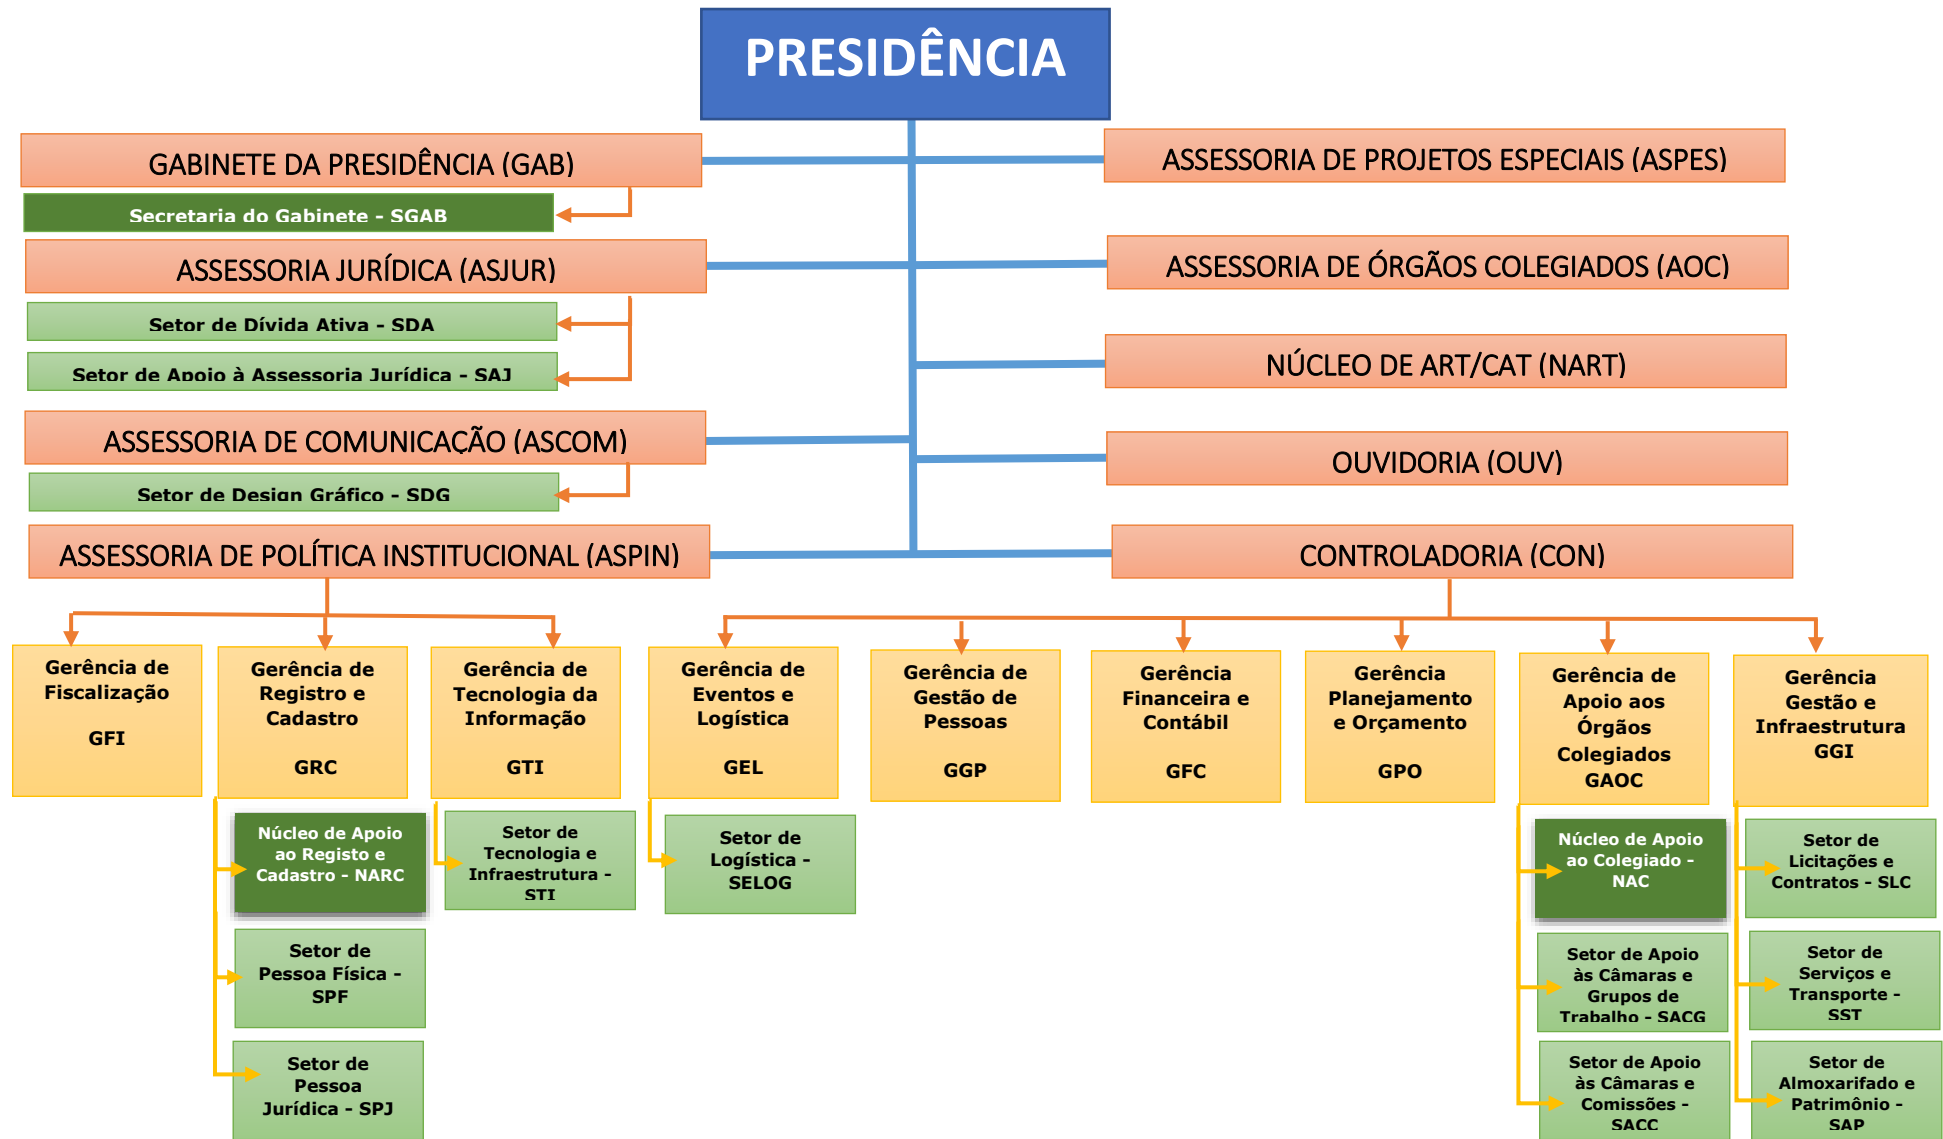 PRESIDÊNCIA
GABINETE DA PRESIDÊNCIA (GAB)
ASSESSORIA DE PROJETOS ESPECIAIS (ASPES)
Secretaria do Gabinete – SGAB
ASSESSORIA JURÍDICA (ASJUR)
ASSESSORIA DE ÓRGÃOS COLEGIADOS (AOC)
Setor de Dívida Ativa – SDA
Setor de Apoio à Assessoria Jurídica – SAJ
NÚCLEO DE ART/CAT (NART)
ASSESSORIA DE COMUNICAÇÃO (ASCOM)
OUVIDORIA (OUV)
Setor de Design Gráfico – SDG
ASSESSORIA DE POLÍTICA INSTITUCIONAL (ASPIN)
CONTROLADORIA (CON)
Gerência de
Fiscalização
GFI
Gerência de
Registro e
Cadastro
GRC
Gerência de
Tecnologia da
Informação
GTI
Gerência de
Eventos e
Logística
GEL
Gerência de
Gestão de
Pessoas
GGP
Gerência
Financeira e
Contábil
GFC
Gerência
Planejamento
e Orçamento
GPO
Gerência de
Apoio aos
Órgãos
Colegiados
GAOC
Gerência
Gestão e
Infraestrutura
GGI
Núcleo de Apoio
ao Registo e
Cadastro – NARC
Setor de
Pessoa Física –
SPF
Setor de
Pessoa
Jurídica – SPJ
Setor de
Tecnologia e
Infraestrutura –
STI
Setor de
Logística –
SELOG
Núcleo de Apoio
ao Colegiado –
NAC
Setor de Apoio
às Câmaras e
Grupos de
Trabalho – SACG
Setor de Apoio
às Câmaras e
Comissões –
SACC
Setor de
Licitações e
Contratos – SLC
Setor de
Serviços e
Transporte –
SST
Setor de
Almoxarifado e
Patrimônio –
SAP